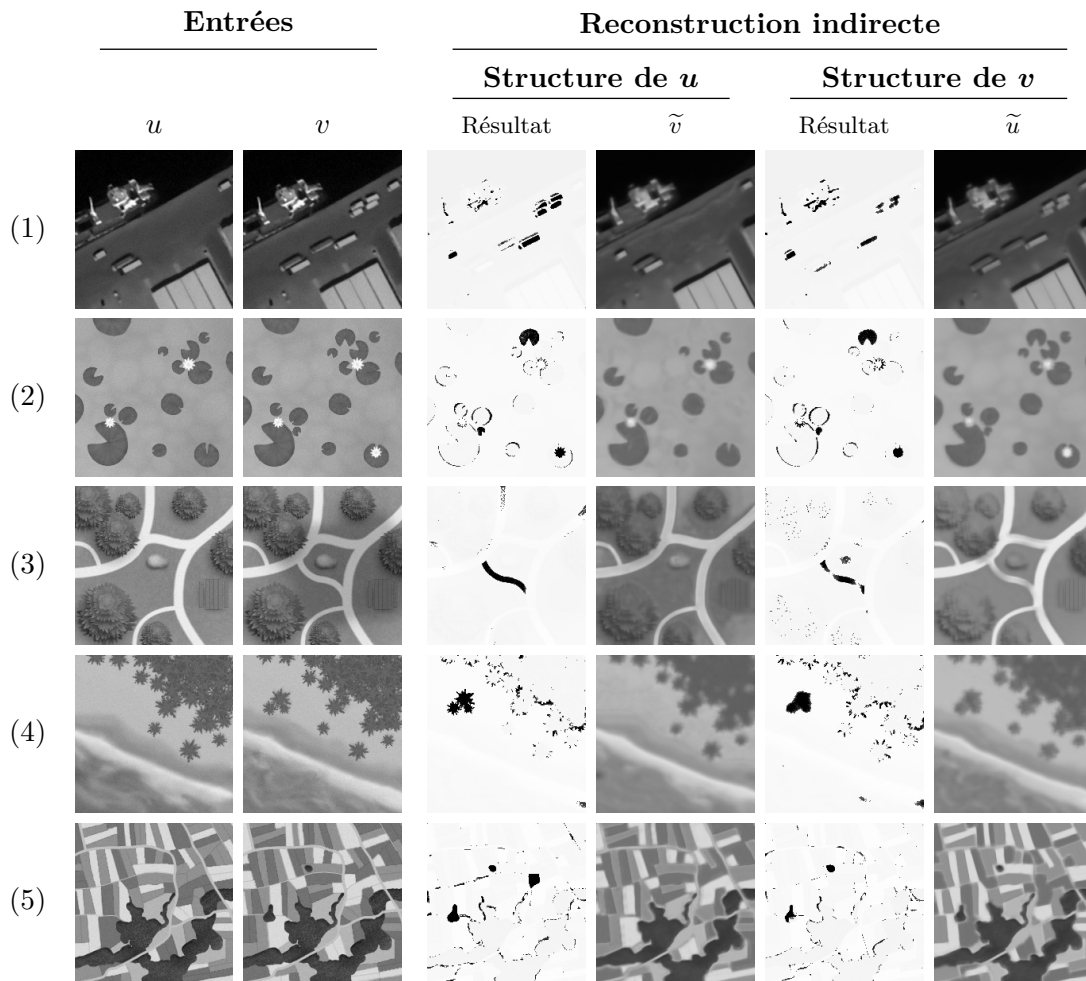 Entrées Reconstruction indirecte
Structure de u Structure de v
u v Résultat ṽ Résultat ũ
(1)
(2)
(3)
(4)
(5)